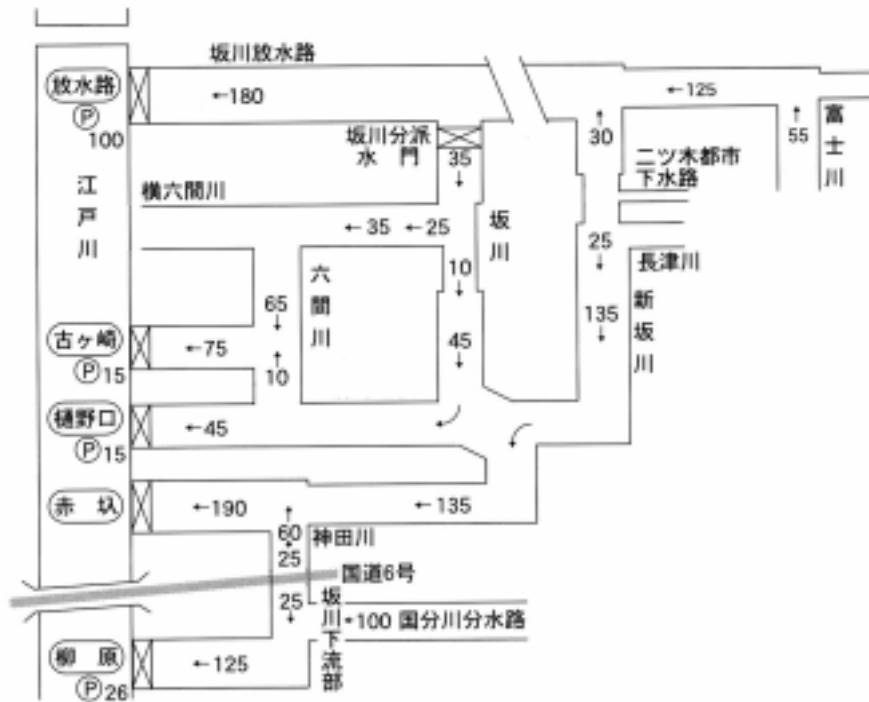 坂川放水路
放水路
Ⓟ
100
←180
←125
坂川分派
水門
35
↓
30
↑
二ツ木都市
下水路
55
↑
富士川
江戸川
横六間川
←35
←25
坂川
25
↓
長津川
10
↓
六間川
65
↓
135
↓
新坂川
古ヶ崎
Ⓟ15
←75
↑
10
45
↓
樋野口
Ⓟ15
←45
赤圦
←190
←135
↑
60
↓
25
神田川
国道6号
25
↓
坂川下流部
←100 国分川分水路
柳原
Ⓟ26
←125